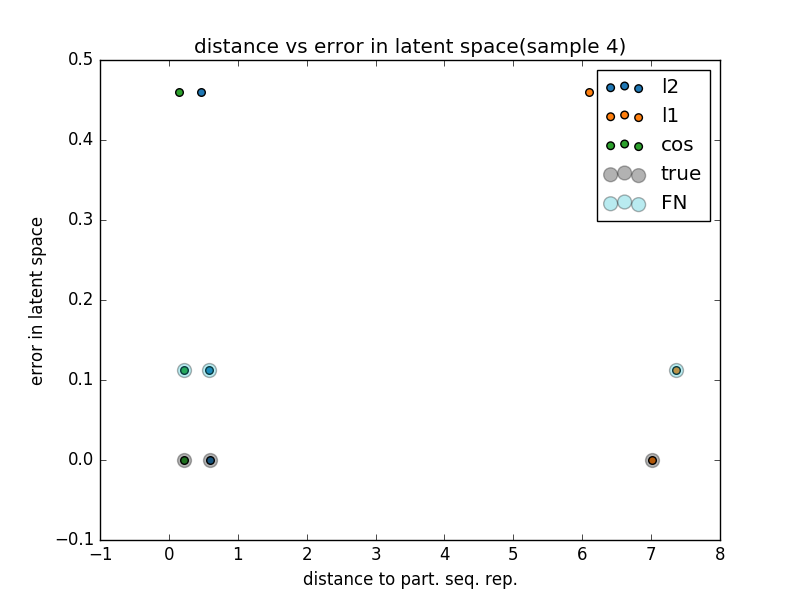 distance vs error in latent space(sample 4)
0.5
0.4
0.3
0.2
0.1
0.0
−0.1
error in latent space
l2
l1
cos
true
FN
−1 0 1 2 3 4 5 6 7 8
distance to part. seq. rep.